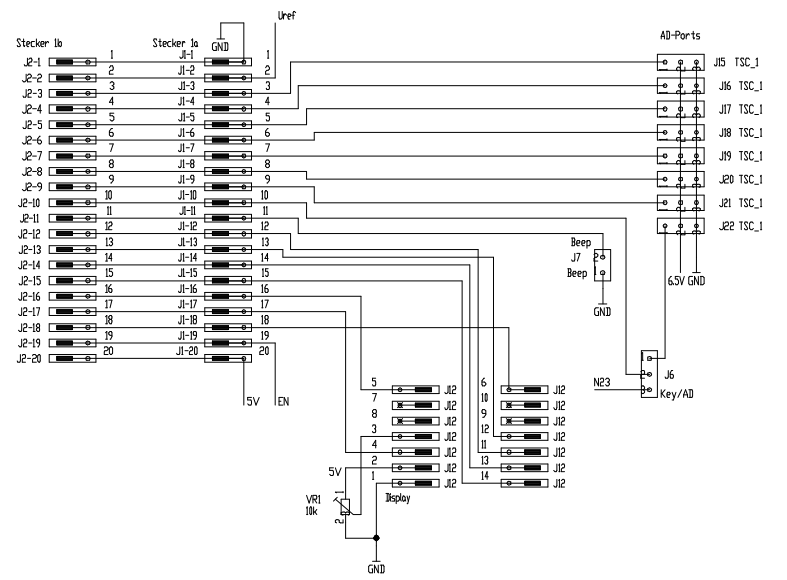 Uref
Stecker 1b
Stecker 1a
GND
AD-Ports
J2-1 1 J1-1 1
J2-2 2 J1-2 2
J2-3 3 J1-3 3
J2-4 4 J1-4 4
J2-5 5 J1-5 5
J2-6 6 J1-6 6
J2-7 7 J1-7 7
J2-8 8 J1-8 8
J2-9 9 J1-9 9
J2-10 10 J1-10 10
J2-11 11 J1-11 11
J2-12 12 J1-12 12
J2-13 13 J1-13 13
J2-14 14 J1-14 14
J2-15 15 J1-15 15
J2-16 16 J1-16 16
J2-17 17 J1-17 17
J2-18 18 J1-18 18
J2-19 19 J1-19 19
J2-20 20 J1-20 20
5V
EN
J15 TSC_1
J16 TSC_1
J17 TSC_1
J18 TSC_1
J19 TSC_1
J20 TSC_1
J21 TSC_1
J22 TSC_1
6.5V GND
Beep
J7 2
Beep 1
GND
1
2 J6
N23 3
Key/AD
5 J12 6 J12
7 J12 10 J12
8 J12 9 J12
3 J12 12 J12
4 J12 11 J12
2 J12 13 J12
1 J12 14 J12
5V
Display
VR1
10k
1
2
GND